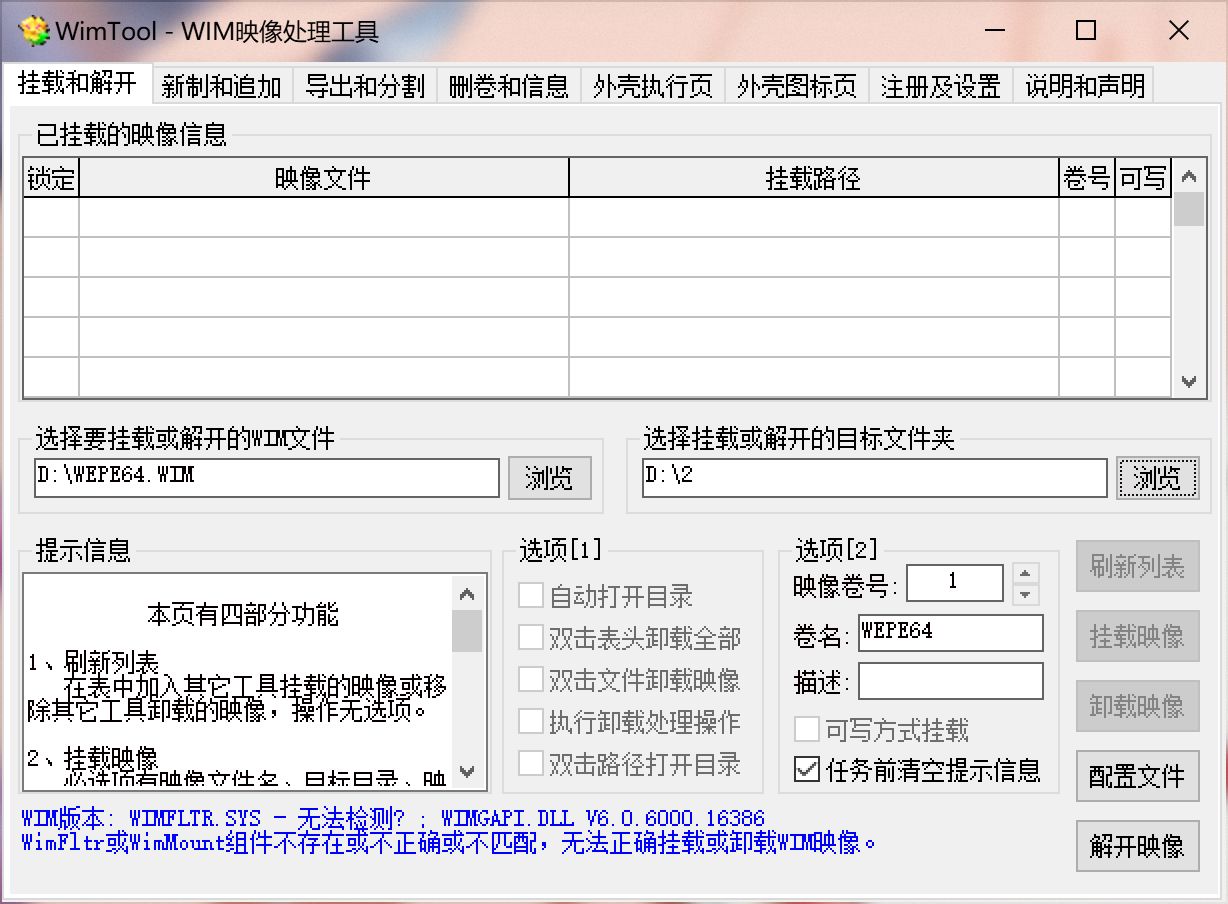 WimTool - WIM映像处理工具
挂载和解开 新制和追加 导出和分割 删卷和信息 外壳执行页 外壳图标页 注册及设置 说明和声明
已挂载的映像信息
锁定 映像文件 挂载路径 卷号 可写
选择要挂载或解开的WIM文件
D:\WEPE64.WIM 浏览
选择挂载或解开的目标文件夹
D:\2 浏览
提示信息
本页有四部分功能
1、刷新列表
在表中加入其它工具挂载的映像或移
除其它工具卸载的映像，操作无选项。
2、挂载映像
必选项有映像文件名、目标目录、映
选项[1]
自动打开目录
双击表头卸载全部
双击文件卸载映像
执行卸载处理操作
双击路径打开目录
选项[2]
映像卷号: 1
卷名: WEPE64
描述:
可写方式挂载
任务前清空提示信息
刷新列表
挂载映像
卸载映像
配置文件
解开映像
WIM版本: WIMFLTR.SYS - 无法检测? ; WIMGAPI.DLL V6.0.6000.16386
WimFltr或WimMount组件不存在或不正确或不匹配，无法正确挂载或卸载WIM映像。